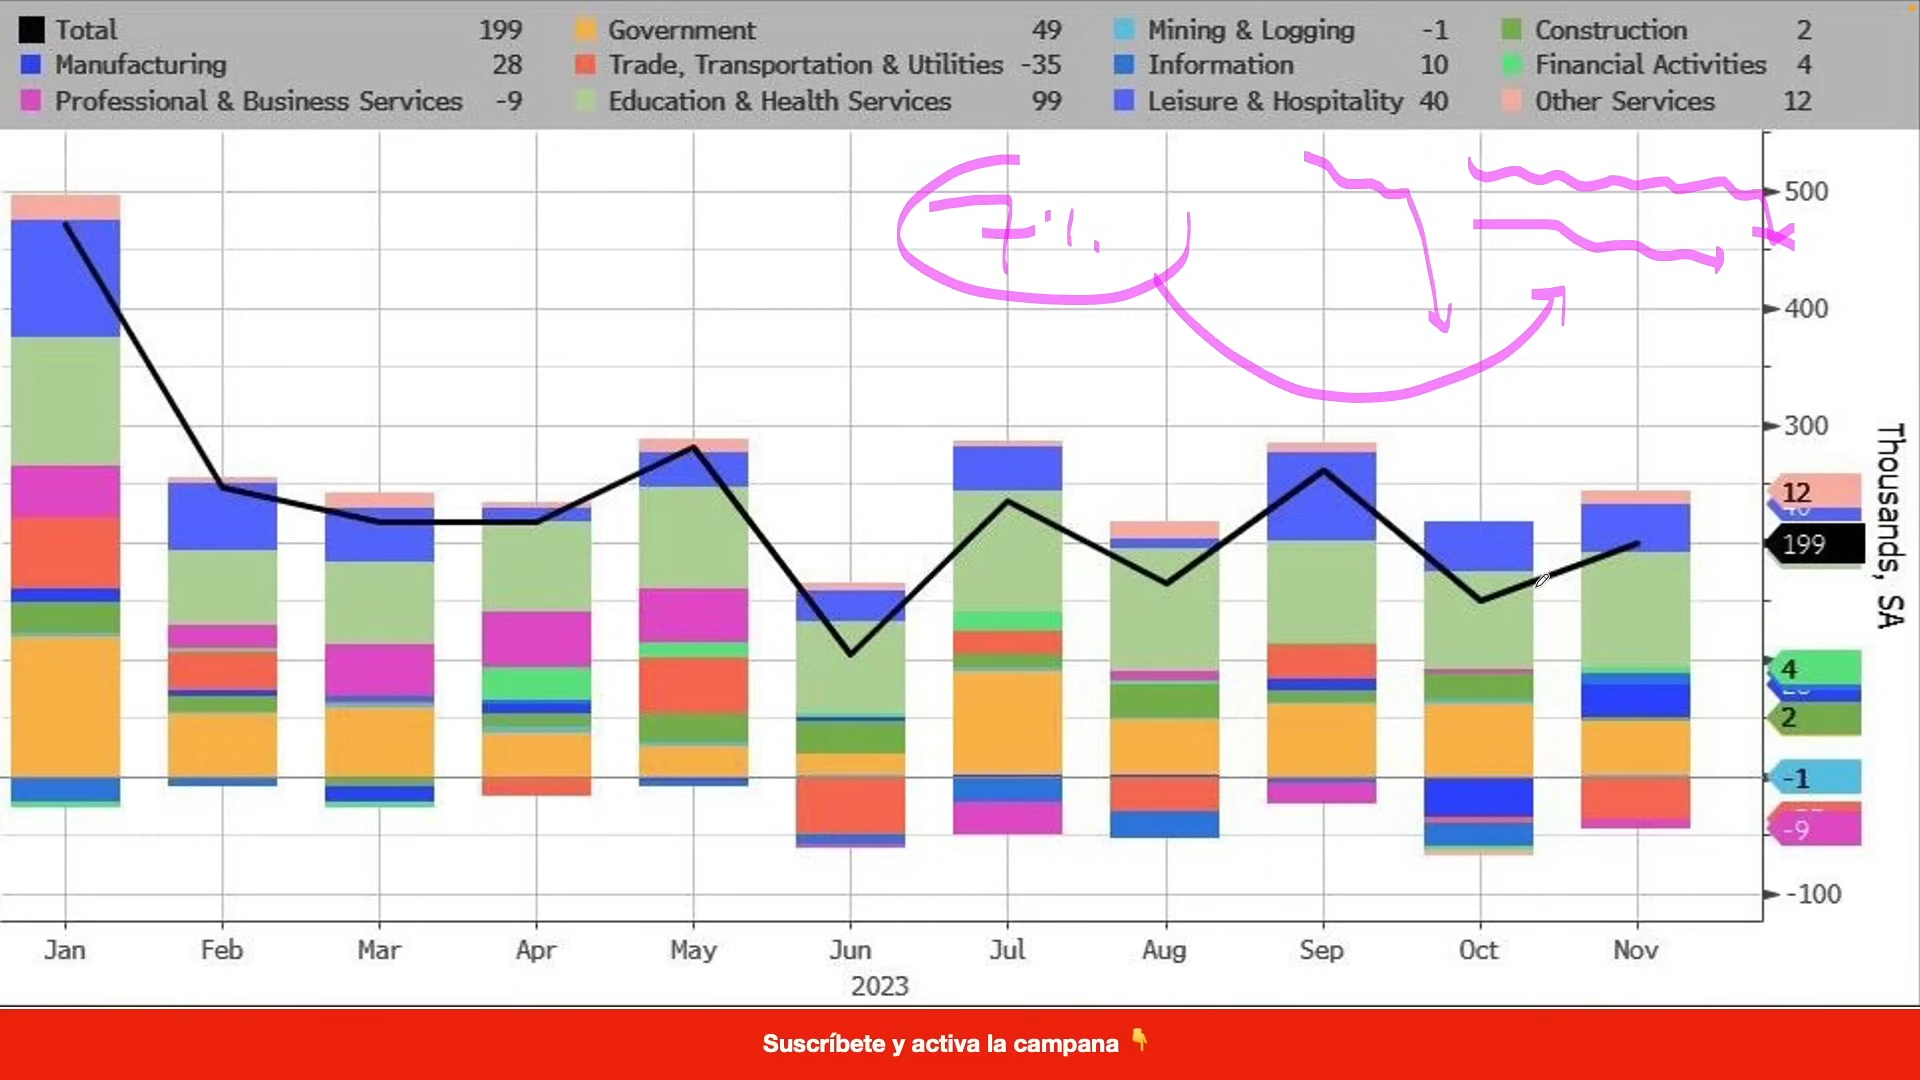 Total 199 Government 49 Mining & Logging -1 Construction 2
Manufacturing 28 Trade, Transportation & Utilities -35 Information 10 Financial Activities 4
Professional & Business Services -9 Education & Health Services 99 Leisure & Hospitality 40 Other Services 12
7%
500
400
300
12
199
4
2
-1
-9
-100
Thousands, SA
Jan Feb Mar Apr May Jun Jul Aug Sep Oct Nov
2023
Suscríbete y activa la campana 👇